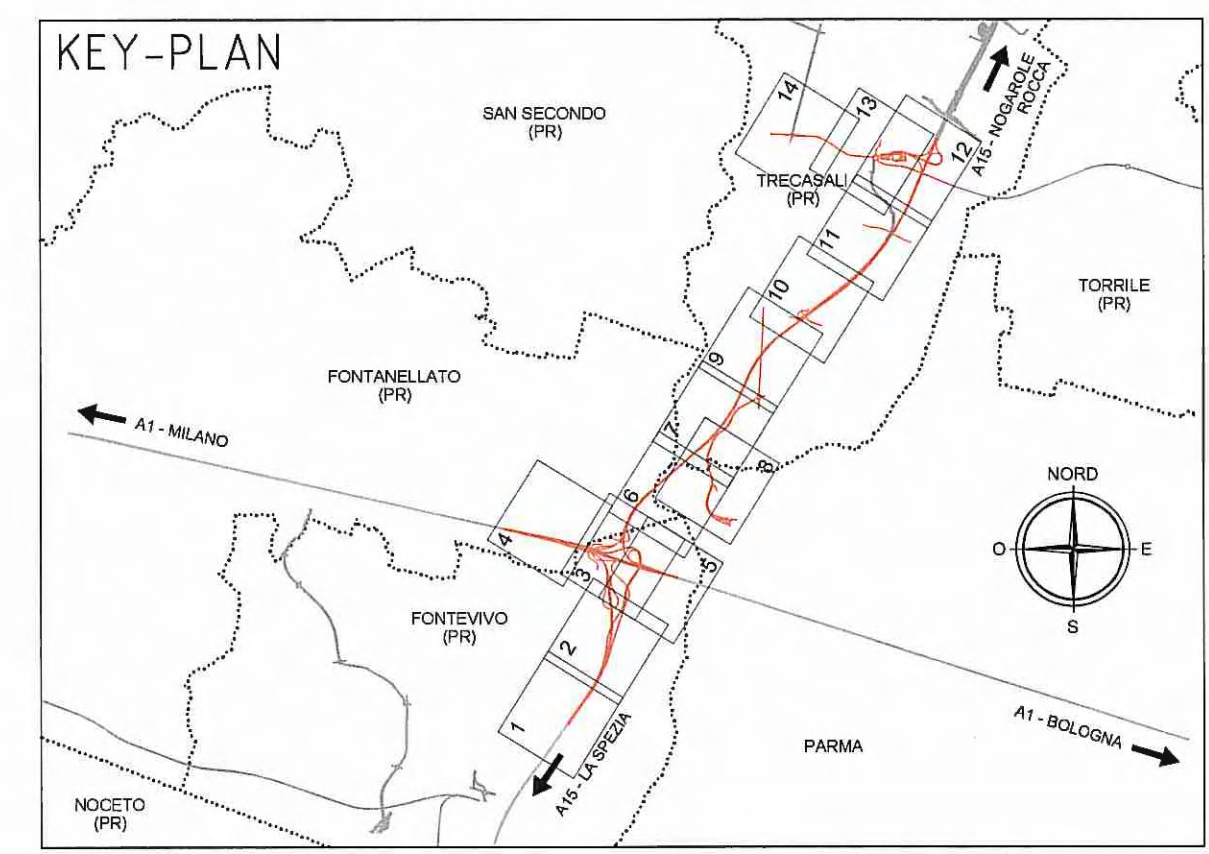 KEY-PLAN
SAN SECONDO
(PR)
14
13
12
A15 - NOGAROLE
ROCCA
TRECASALI
(PR)
11
10
TORRILE
(PR)
FONTANELLATO
(PR)
9
A1 - MILANO
7
8
6
NORD
O
E
S
4
3
5
FONTEVIVO
(PR)
2
1
A15 - LA SPEZIA
A1 - BOLOGNA
PARMA
NOCETO
(PR)